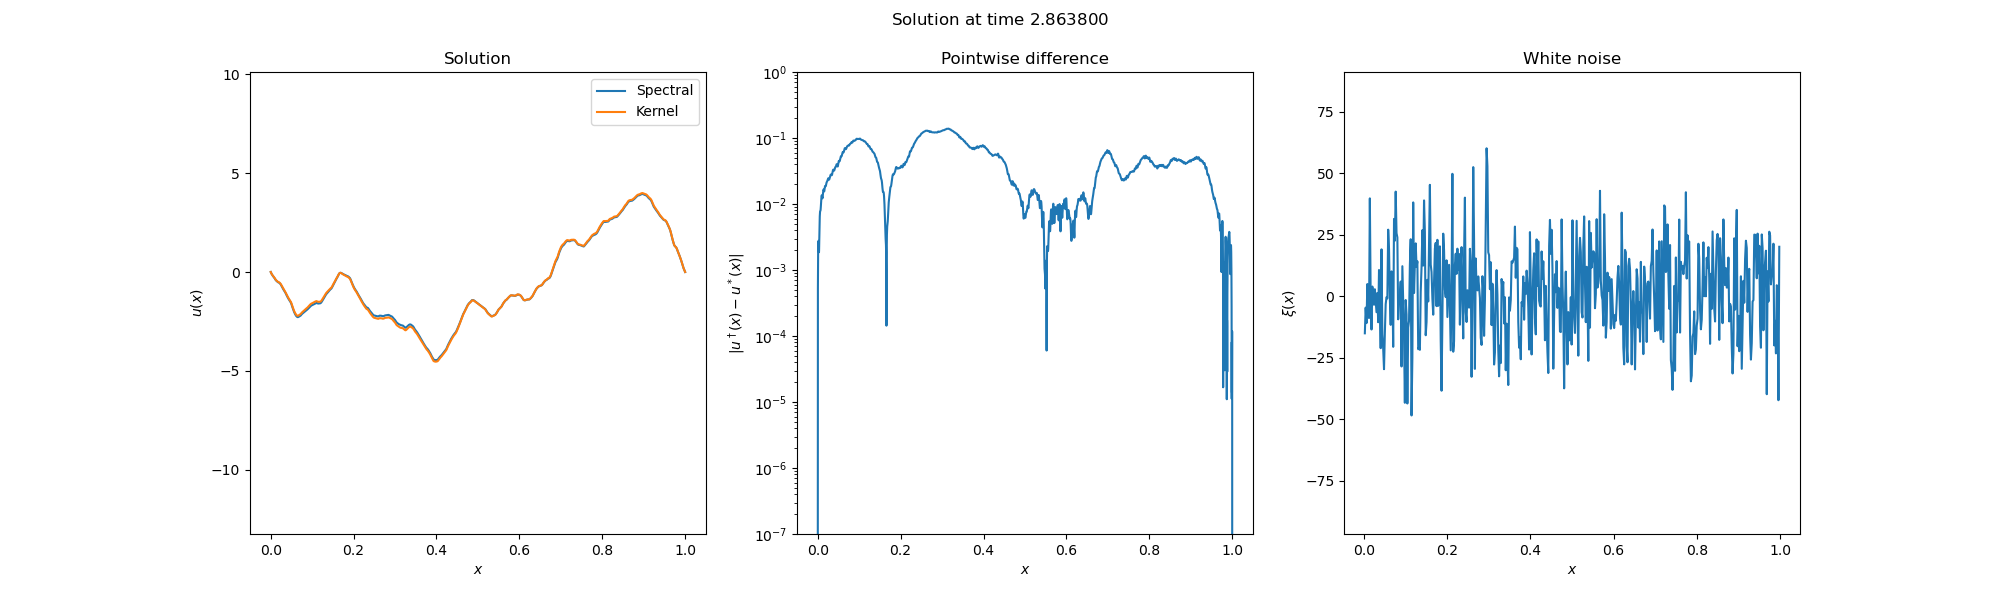 Solution at time 2.863800
Solution
10
5
0
−5
−10
0.0 0.2 0.4 0.6 0.8 1.0
x
u(x)
Spectral
Kernel
Pointwise difference
10⁰
10⁻¹
10⁻²
10⁻³
10⁻⁴
10⁻⁵
10⁻⁶
10⁻⁷
0.0 0.2 0.4 0.6 0.8 1.0
x
|u†(x) − u*(x)|
White noise
75
50
25
0
−25
−50
−75
0.0 0.2 0.4 0.6 0.8 1.0
x
ξ(x)